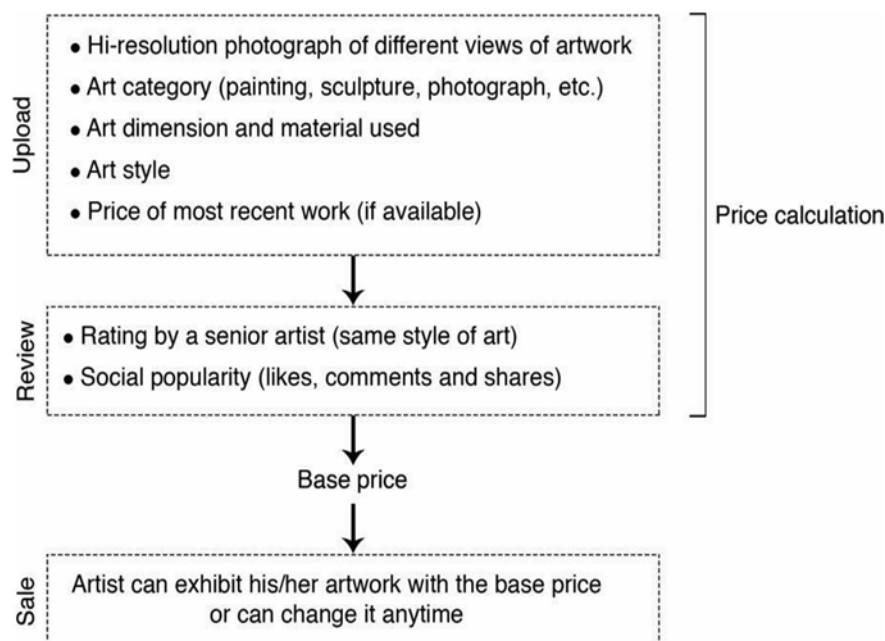 Upload
• Hi-resolution photograph of different views of artwork
• Art category (painting, sculpture, photograph, etc.)
• Art dimension and material used
• Art style
• Price of most recent work (if available)
Price calculation
Review
• Rating by a senior artist (same style of art)
• Social popularity (likes, comments and shares)
Base price
Sale
Artist can exhibit his/her artwork with the base price
or can change it anytime